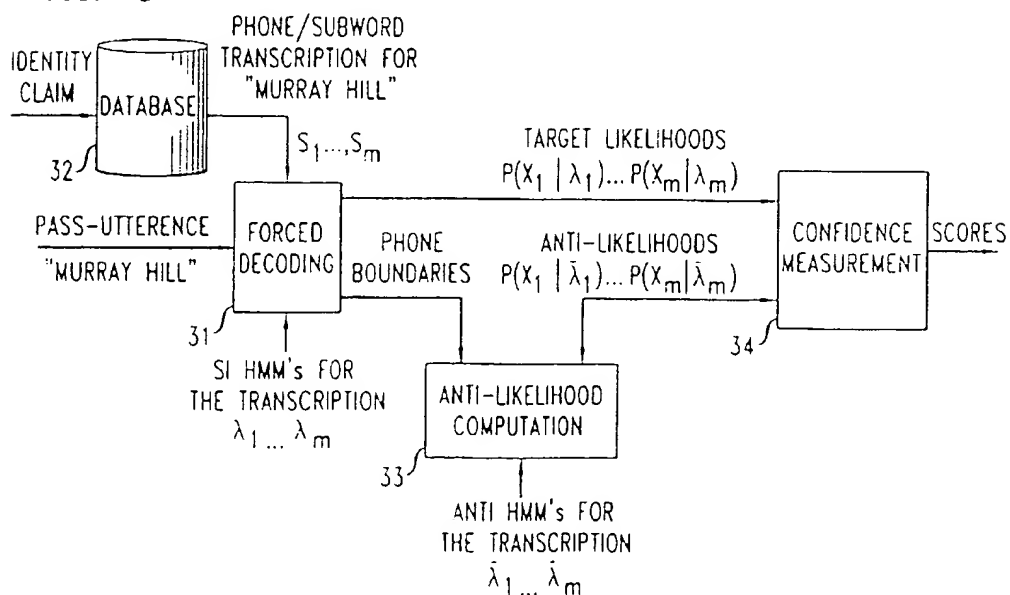 PHONE/SUBWORD
TRANSCRIPTION FOR
"MURRAY HILL"
IDENTITY
CLAIM
DATABASE
32
S1...,Sm
TARGET LIKELIHOODS
P(X1 | λ1)... P(Xm | λm)
PASS-UTTERENCE
"MURRAY HILL"
FORCED
DECODING
31
PHONE
BOUNDARIES
ANTI-LIKELIHOODS
P(X1 | λ̄1)... P(Xm | λ̄m)
CONFIDENCE
MEASUREMENT
34
SCORES
SI HMM's FOR
THE TRANSCRIPTION
λ1... λm
ANTI-LIKELIHOOD
COMPUTATION
33
ANTI HMM's FOR
THE TRANSCRIPTION
λ̄1... λ̄m